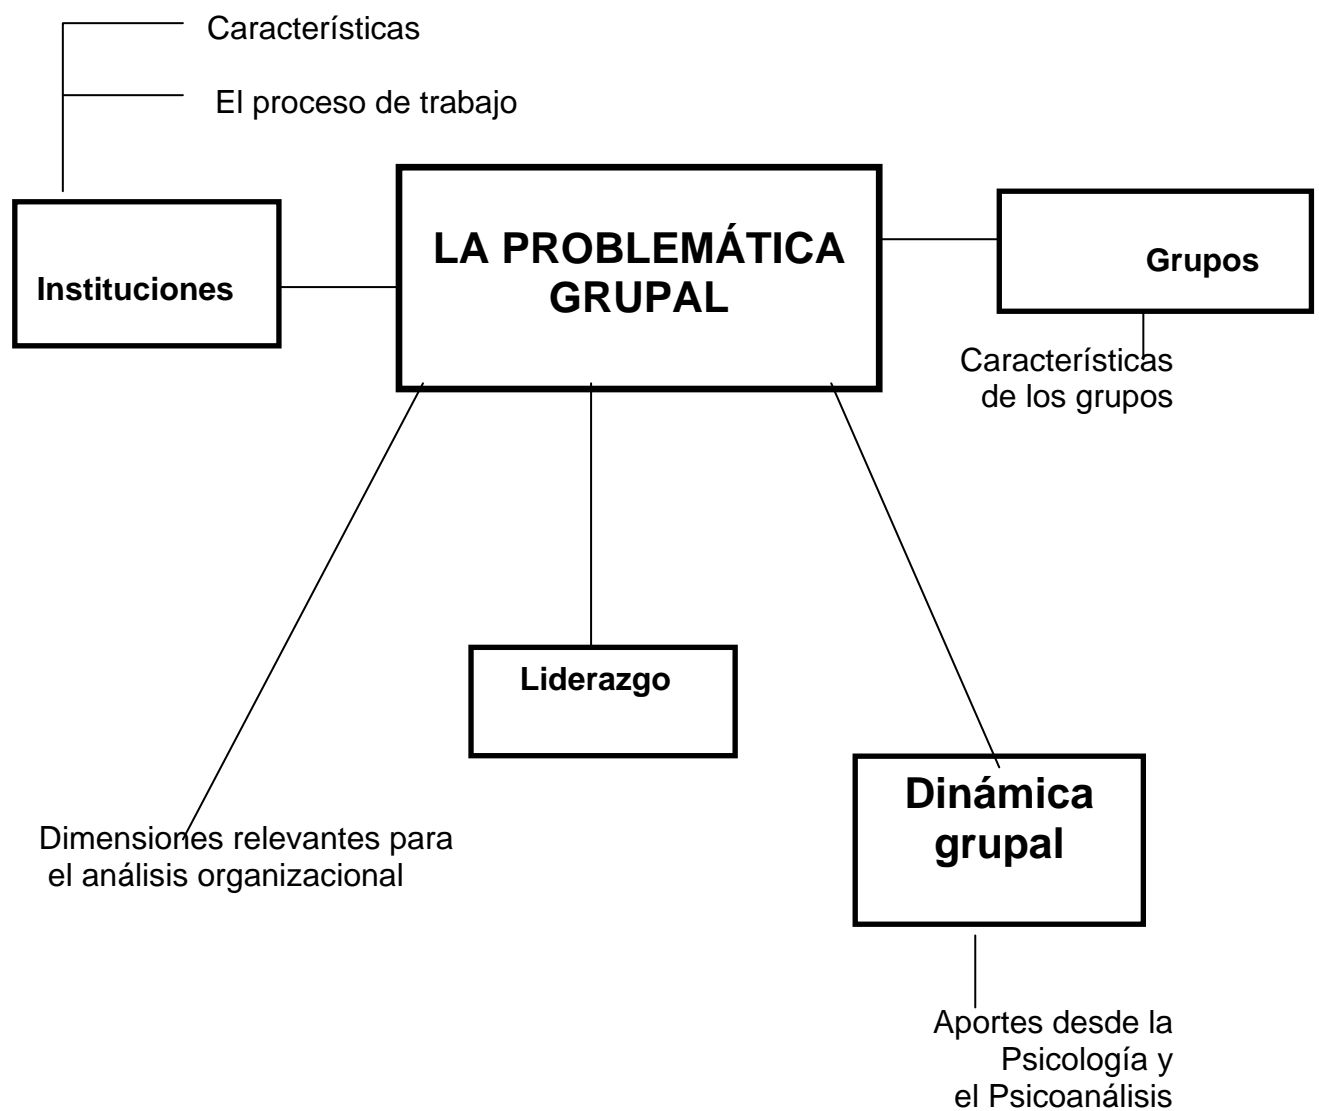 Características
El proceso de trabajo
LA PROBLEMÁTICA
GRUPAL
Instituciones
Grupos
Características
de los grupos
Liderazgo
Dinámica
grupal
Dimensiones relevantes para
el análisis organizacional
Aportes desde la
Psicología y
el Psicoanálisis